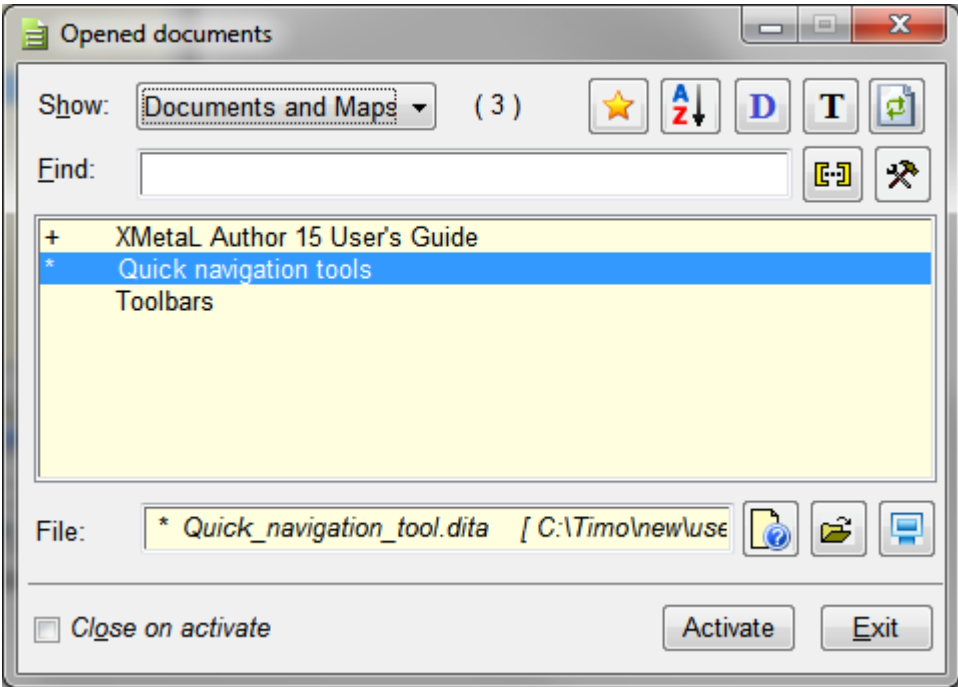 Opened documents
Show: Documents and Maps ( 3 ) A Z D T
Find:
+ XMetaL Author 15 User's Guide
* Quick navigation tools
Toolbars
File: * Quick_navigation_tool.dita [ C:\Timo\new\use
Close on activate Activate Exit